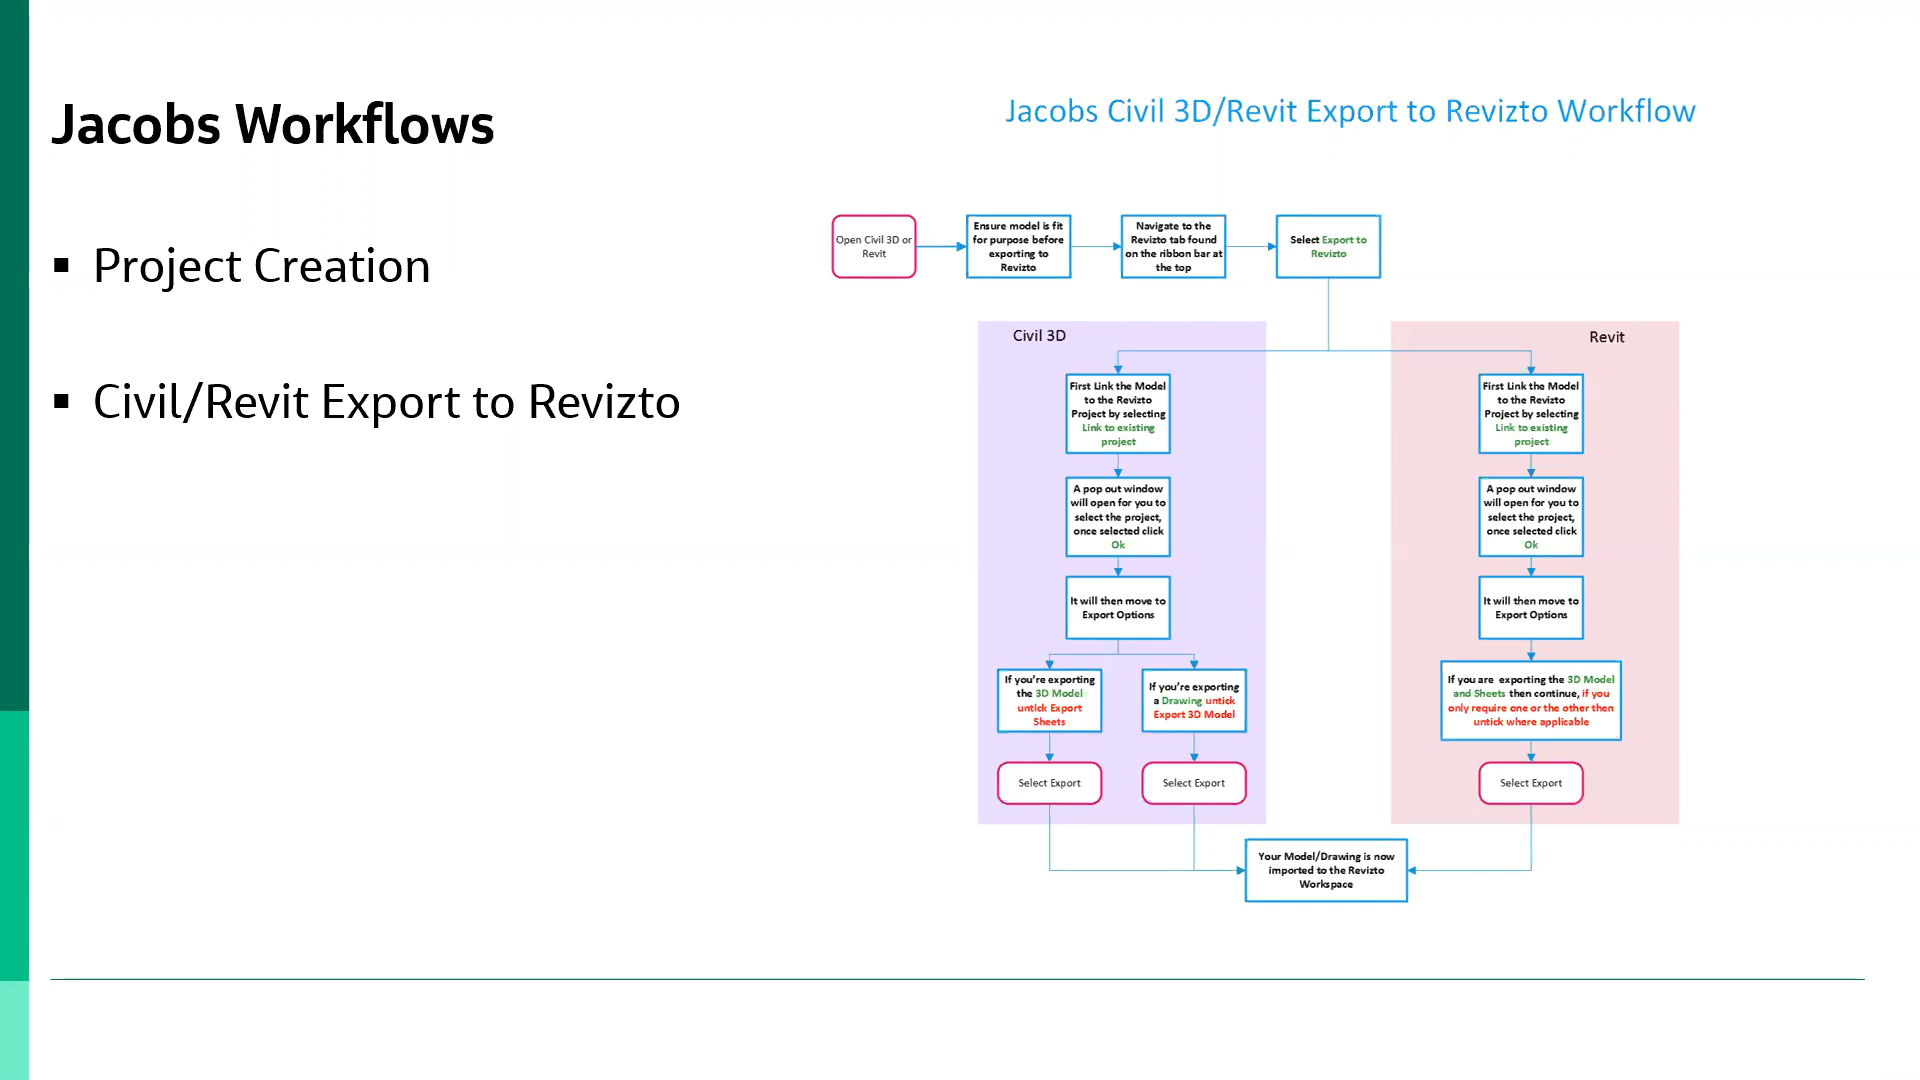 Jacobs Workflows
▪ Project Creation
▪ Civil/Revit Export to Revizto
Jacobs Civil 3D/Revit Export to Revizto Workflow
Open Civil 3D or
Revit
Ensure model is fit
for purpose before
exporting to
Revizto
Navigate to the
Revizto tab found
on the ribbon bar at
the top
Select Export to
Revizto
Civil 3D
First Link the Model
to the Revizto
Project by selecting
Link to existing
project
A pop out window
will open for you to
select the project,
once selected click
Ok
It will then move to
Export Options
If you're exporting
the 3D Model
untick Export
Sheets
If you're exporting
a Drawing untick
Export 3D Model
Select Export
Select Export
Revit
First Link the Model
to the Revizto
Project by selecting
Link to existing
project
A pop out window
will open for you to
select the project,
once selected click
Ok
It will then move to
Export Options
If you are exporting the 3D Model
and Sheets then continue, if you
only require one or the other then
untick where applicable
Select Export
Your Model/Drawing is now
imported to the Revizto
Workspace